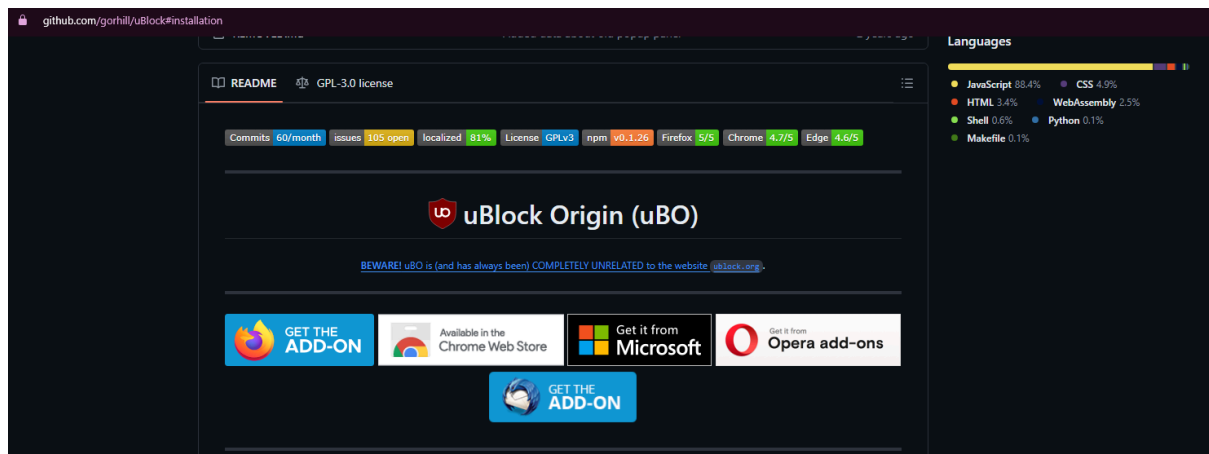 github.com/gorhill/uBlock#installation
Languages
README GPL-3.0 license
JavaScript 88.4% CSS 4.9%
HTML 3.4% WebAssembly 2.5%
Shell 0.6% Python 0.1%
Makefile 0.1%
Commits 60/month issues 105 open localized 81% License GPLv3 npm v0.1.26 Firefox 5/5 Chrome 4.7/5 Edge 4.6/5
uO uBlock Origin (uBO)
BEWARE! uBO is (and has always been) COMPLETELY UNRELATED to the website ublock.org.
GET THE
ADD-ON
Available in the
Chrome Web Store
Get it from
Microsoft
Get it from
Opera add-ons
GET THE
ADD-ON